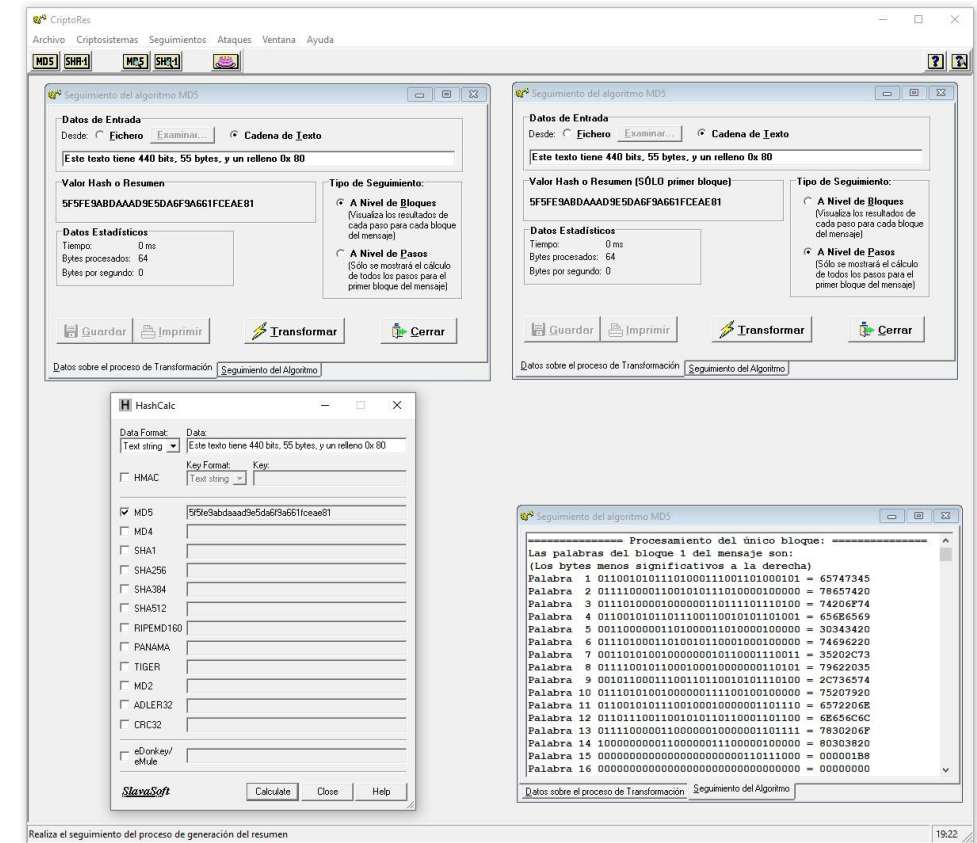 CriptoRes
Archivo Criptosistemas Seguimientos Ataques Ventana Ayuda
MD5 SHA-1 MD5 SHA-1
Seguimiento del algoritmo MD5
Datos de Entrada
Desde: Fichero Examinar... Cadena de Texto
Este texto tiene 440 bits, 55 bytes, y un relleno 0x 80
Valor Hash o Resumen
5F5FE9ABDAAAD9E5DA6F9A661FCEAE81
Datos Estadísticos
Tiempo: 0 ms
Bytes procesados: 64
Bytes por segundo: 0
Tipo de Seguimiento:
A Nivel de Bloques
(Visualiza los resultados de
cada paso para cada bloque
del mensaje)
A Nivel de Pasos
(Sólo se mostrará el cálculo
de todos los pasos para el
primer bloque del mensaje)
Guardar Imprimir Transformar Cerrar
Datos sobre el proceso de Transformación Seguimiento del Algoritmo
Seguimiento del algoritmo MD5
Datos de Entrada
Desde: Fichero Examinar... Cadena de Texto
Este texto tiene 440 bits, 55 bytes, y un relleno 0x 80
Valor Hash o Resumen (SÓLO primer bloque)
5F5FE9ABDAAAD9E5DA6F9A661FCEAE81
Datos Estadísticos
Tiempo: 0 ms
Bytes procesados: 64
Bytes por segundo: 0
Tipo de Seguimiento:
A Nivel de Bloques
(Visualiza los resultados de
cada paso para cada bloque
del mensaje)
A Nivel de Pasos
(Sólo se mostrará el cálculo
de todos los pasos para el
primer bloque del mensaje)
Guardar Imprimir Transformar Cerrar
Datos sobre el proceso de Transformación Seguimiento del Algoritmo
H HashCalc
Data Format: Data:
Text string Este texto tiene 440 bits, 55 bytes, y un relleno 0x 80
Key Format: Key:
HMAC Text string
MD5 5f5fe9abdaaad9e5da6f9a661fceae81
MD4
SHA1
SHA256
SHA384
SHA512
RIPEMD160
PANAMA
TIGER
MD2
ADLER32
CRC32
eDonkey/
eMule
SlavaSoft Calculate Close Help
Seguimiento del algoritmo MD5
================ Procesamiento del único bloque: ================
Las palabras del bloque 1 del mensaje son:
(Los bytes menos significativos a la derecha)
Palabra 1 01100101011101000111001101000101 = 65747345
Palabra 2 01111000011001010111010000100000 = 78657420
Palabra 3 01110100001000000110111101110100 = 74206F74
Palabra 4 01100101011011100110010101101001 = 656E6569
Palabra 5 00110000001101000011010000100000 = 30343420
Palabra 6 01110100011010010110001000100000 = 74696220
Palabra 7 00110101001000000010110001110011 = 35202C73
Palabra 8 01111001011000100010000000110101 = 79622035
Palabra 9 00101100011100110110010101110100 = 2C736574
Palabra 10 01110101001000000111100100100000 = 75207920
Palabra 11 01100101011100100010000001101110 = 6572206E
Palabra 12 01101110011001010110110001101100 = 6E656C6C
Palabra 13 01111000001100000010000001101111 = 7830206F
Palabra 14 10000000001100000011100000100000 = 80303820
Palabra 15 00000000000000000000000110111000 = 000001B8
Palabra 16 00000000000000000000000000000000 = 00000000
Datos sobre el proceso de Transformación Seguimiento del Algoritmo
Realiza el seguimiento del proceso de generación del resumen 19:22